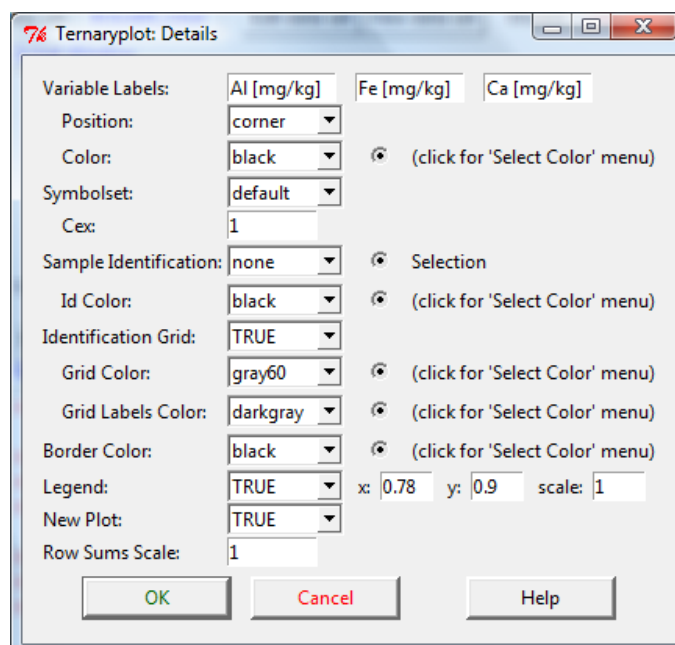 Ternaryplot: Details
Variable Labels: Al [mg/kg] Fe [mg/kg] Ca [mg/kg]
Position: corner
Color: black (click for 'Select Color' menu)
Symbolset: default
Cex: 1
Sample Identification: none Selection
Id Color: black (click for 'Select Color' menu)
Identification Grid: TRUE
Grid Color: gray60 (click for 'Select Color' menu)
Grid Labels Color: darkgray (click for 'Select Color' menu)
Border Color: black (click for 'Select Color' menu)
Legend: TRUE x: 0.78 y: 0.9 scale: 1
New Plot: TRUE
Row Sums Scale: 1
OK Cancel Help